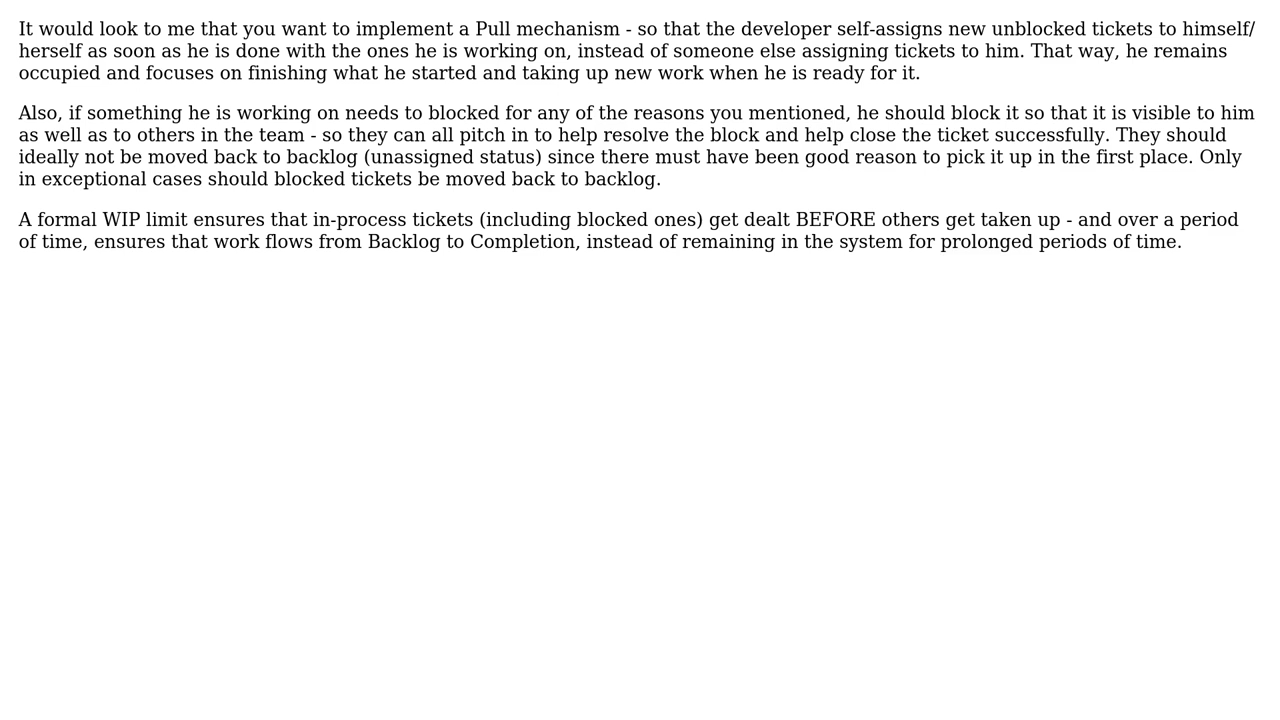 It would look to me that you want to implement a Pull mechanism - so that the developer self-assigns new unblocked tickets to himself/
herself as soon as he is done with the ones he is working on, instead of someone else assigning tickets to him. That way, he remains
occupied and focuses on finishing what he started and taking up new work when he is ready for it.
Also, if something he is working on needs to blocked for any of the reasons you mentioned, he should block it so that it is visible to him
as well as to others in the team - so they can all pitch in to help resolve the block and help close the ticket successfully. They should
ideally not be moved back to backlog (unassigned status) since there must have been good reason to pick it up in the first place. Only
in exceptional cases should blocked tickets be moved back to backlog.
A formal WIP limit ensures that in-process tickets (including blocked ones) get dealt BEFORE others get taken up - and over a period
of time, ensures that work flows from Backlog to Completion, instead of remaining in the system for prolonged periods of time.